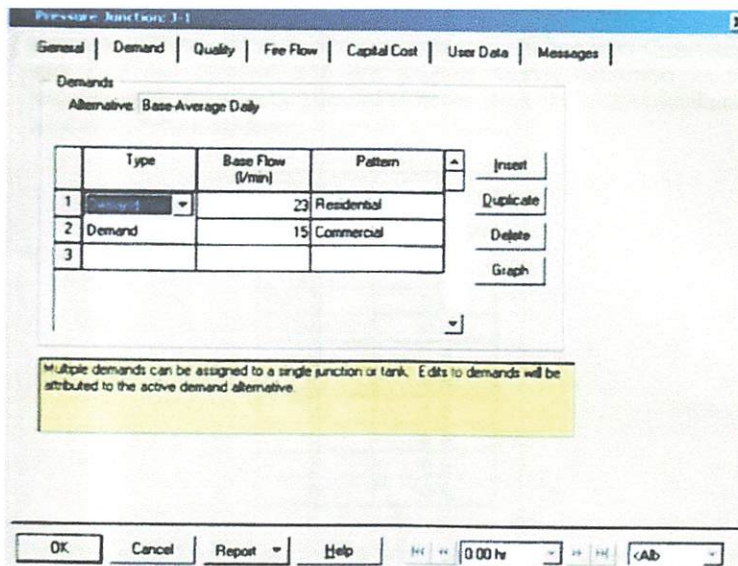 Pressure Junction: J-1
General | Demand | Quality | Fire Flow | Capital Cost | User Data | Messages
Demands
Alternative: Base-Average Daily
Type Base Flow (l/min) Pattern
1 Demand 23 Residential
2 Demand 15 Commercial
3
Insert
Duplicate
Delete
Graph
Multiple demands can be assigned to a single junction or tank. Edits to demands will be
attributed to the active demand alternative.
OK Cancel Report Help 0.00 hr <All>